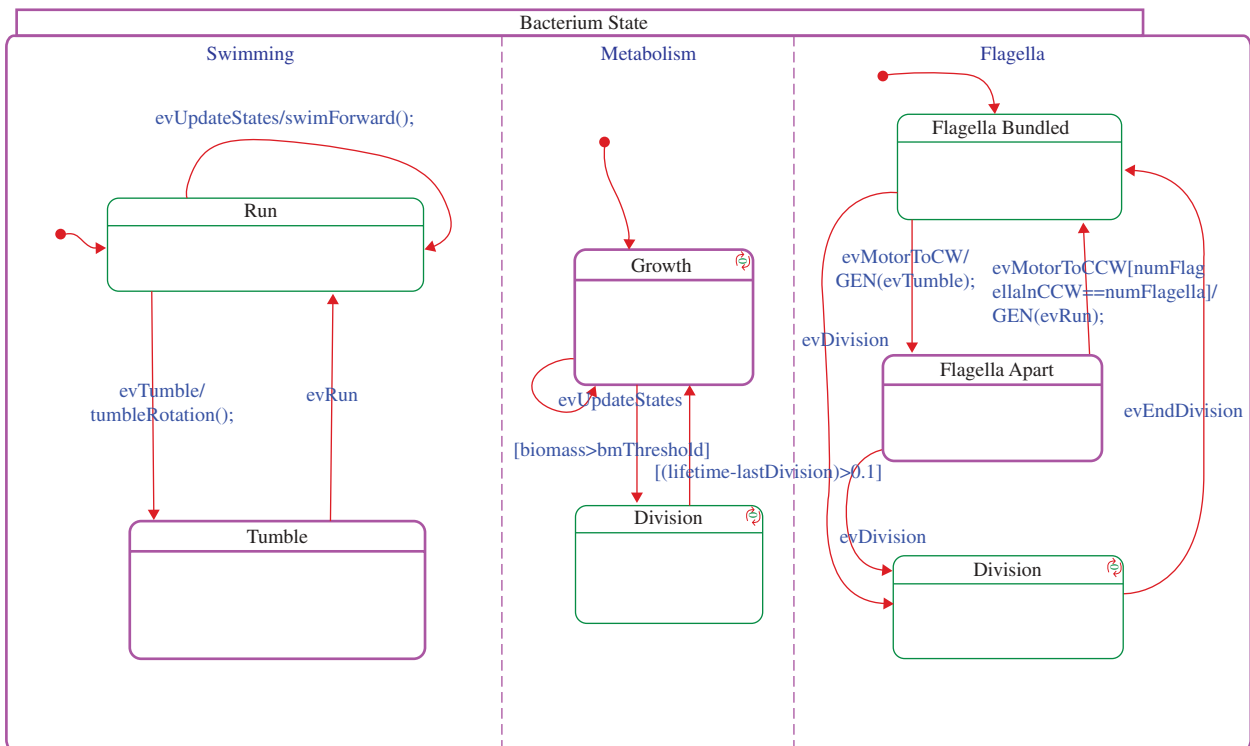 Bacterium State
Swimming
evUpdateStates/swimForward();
Run
evTumble/
tumbleRotation();
evRun
Tumble
Metabolism
Growth
evUpdateStates
[biomass>bmThreshold]
[(lifetime-lastDivision)>0.1]
Division
Flagella
Flagella Bundled
evMotorToCW/
GEN(evTumble);
evMotorToCCW[numFlag
ellaInCCW==numFlagella]/
GEN(evRun);
evDivision
Flagella Apart
evEndDivision
evDivision
Division